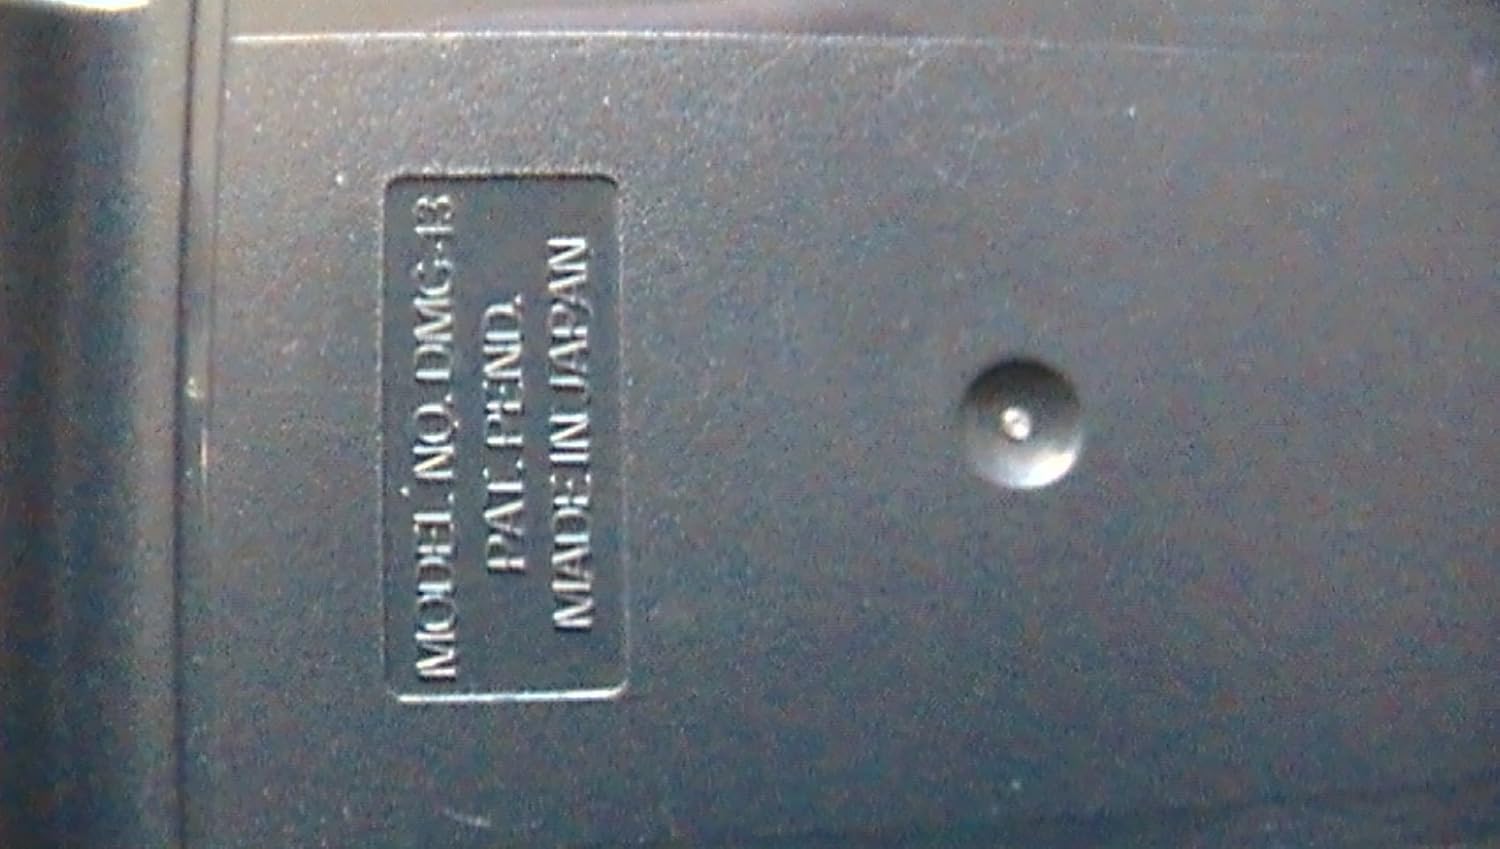 MODEL NO. DMG-13
PAT. PEND.
MADE IN JAPAN